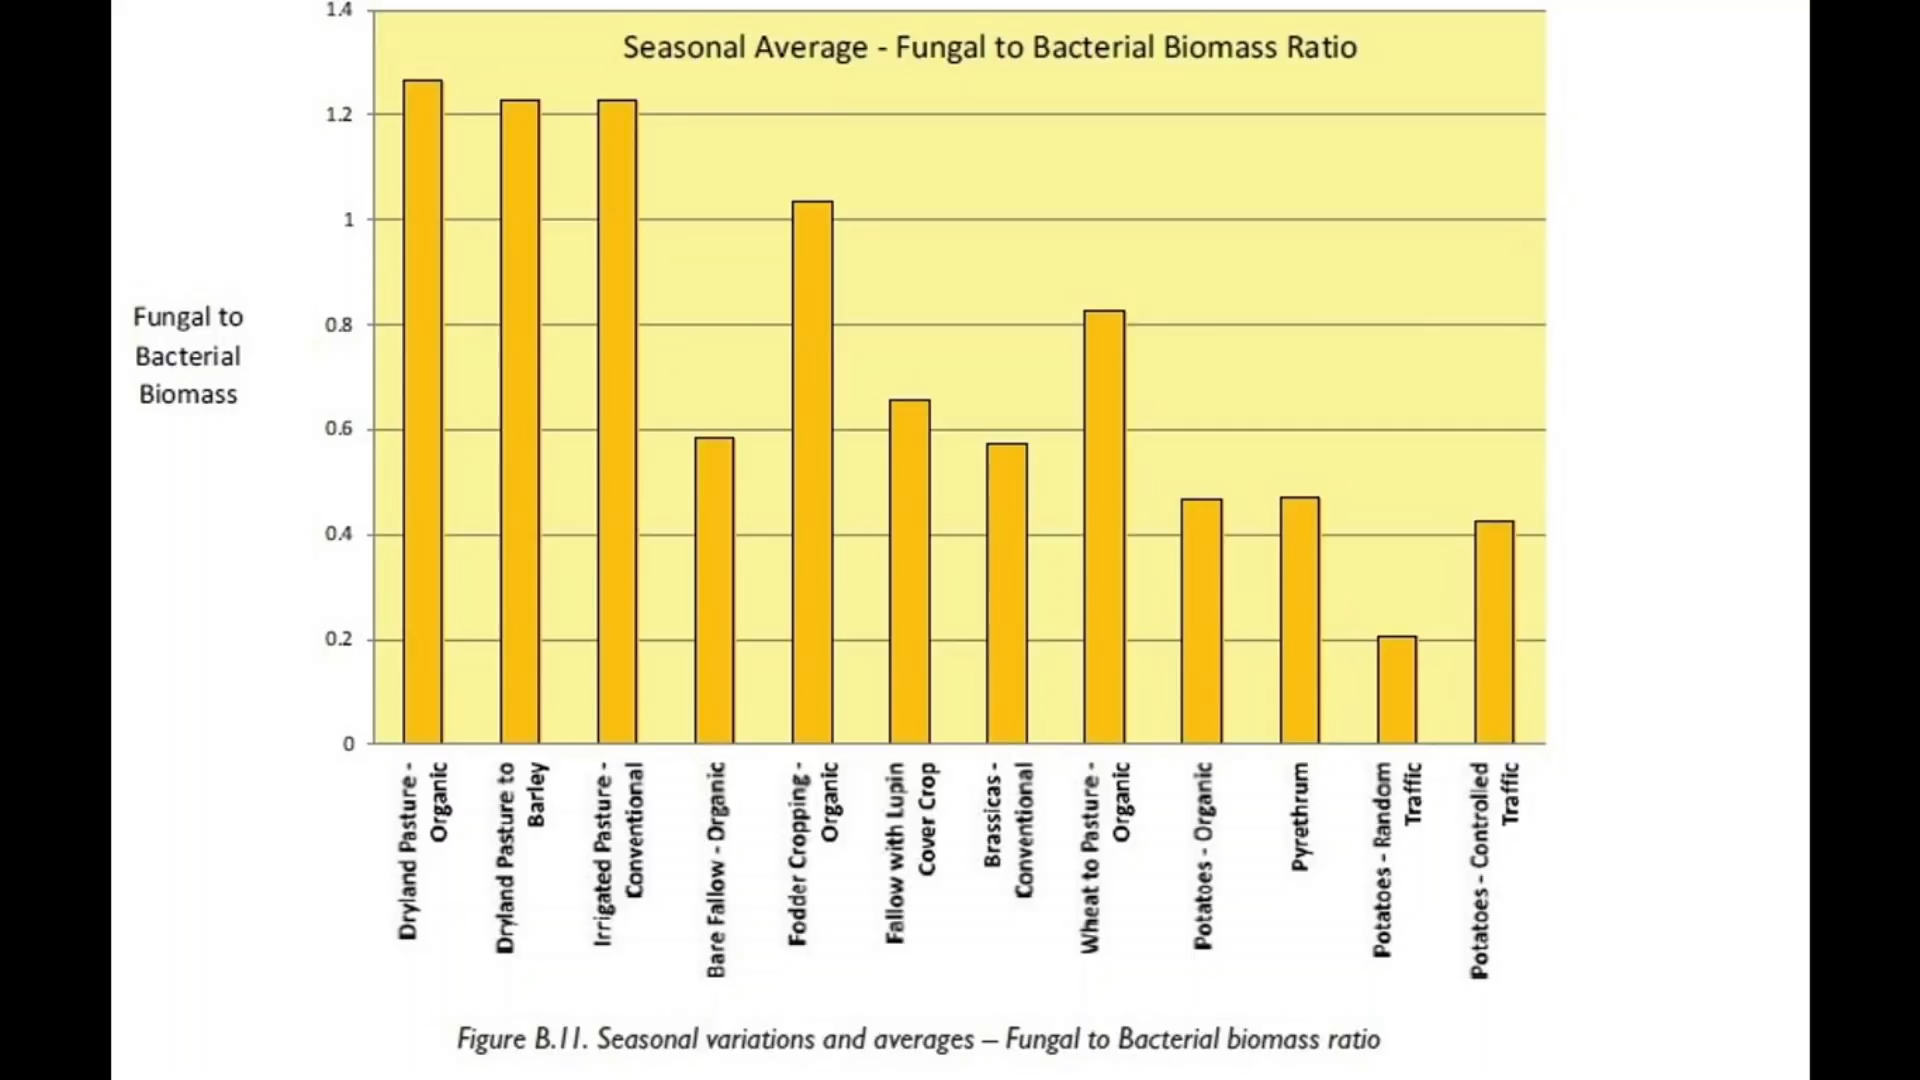 Seasonal Average - Fungal to Bacterial Biomass Ratio
1.4
1.2
1
0.8
0.6
0.4
0.2
0
Fungal to
Bacterial
Biomass
Dryland Pasture -
Organic
Dryland Pasture to
Barley
Irrigated Pasture -
Conventional
Bare Fallow - Organic
Fodder Cropping -
Organic
Fallow with Lupin
Cover Crop
Brassicas -
Conventional
Wheat to Pasture -
Organic
Potatoes - Organic
Pyrethrum
Potatoes - Random
Traffic
Potatoes - Controlled
Traffic
Figure B.11. Seasonal variations and averages – Fungal to Bacterial biomass ratio